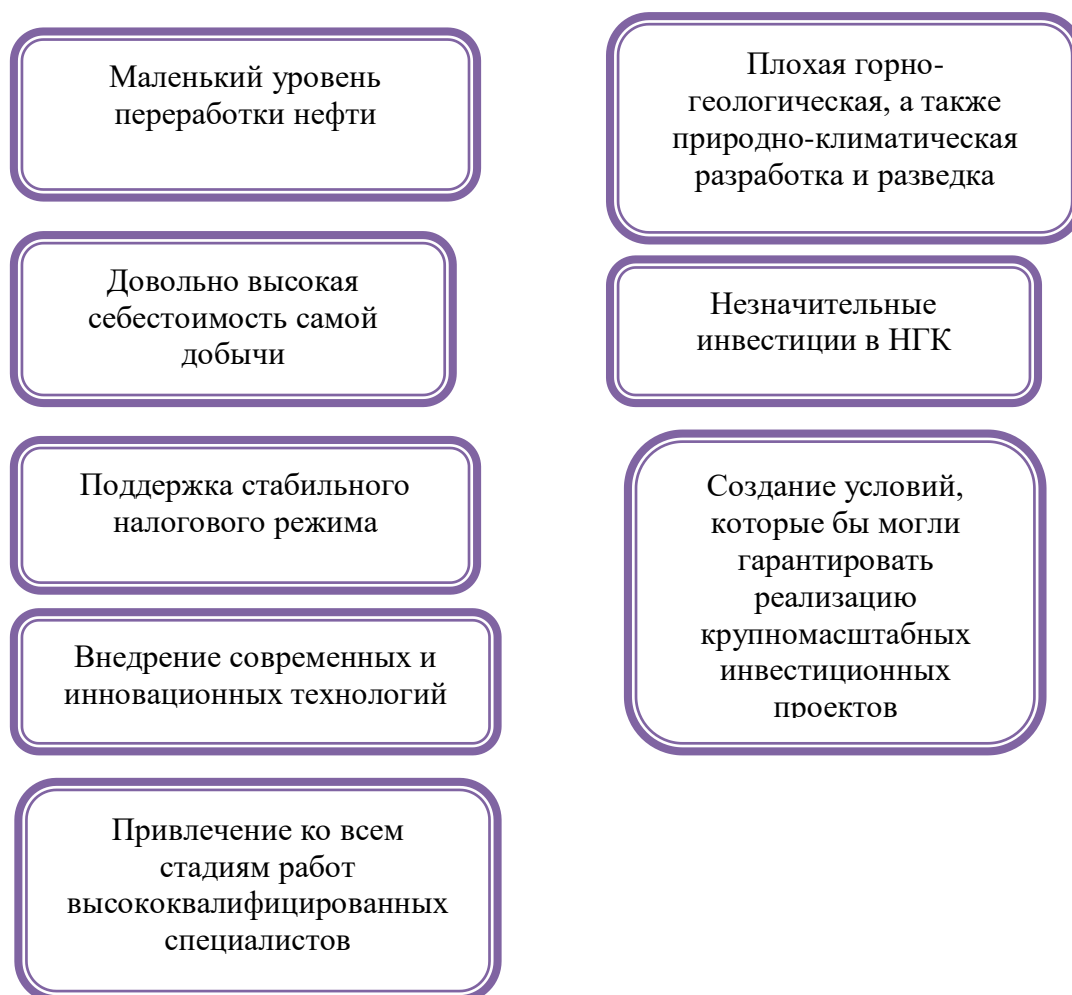 Маленький уровень
переработки нефти
Плохая горно-
геологическая, а также
природно-климатическая
разработка и разведка
Довольно высокая
себестоимость самой
добычи
Незначительные
инвестиции в НГК
Поддержка стабильного
налогового режима
Создание условий,
которые бы могли
гарантировать
реализацию
крупномасштабных
инвестиционных
проектов
Внедрение современных и
инновационных технологий
Привлечение ко всем
стадиям работ
высококвалифицированных
специалистов